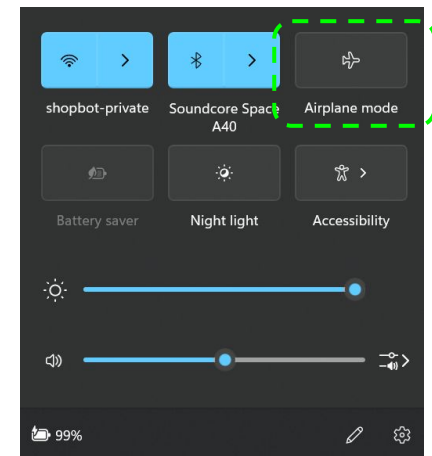 shopbot-private
Soundcore Space
A40
Airplane mode
Battery saver
Night light
Accessibility
99%